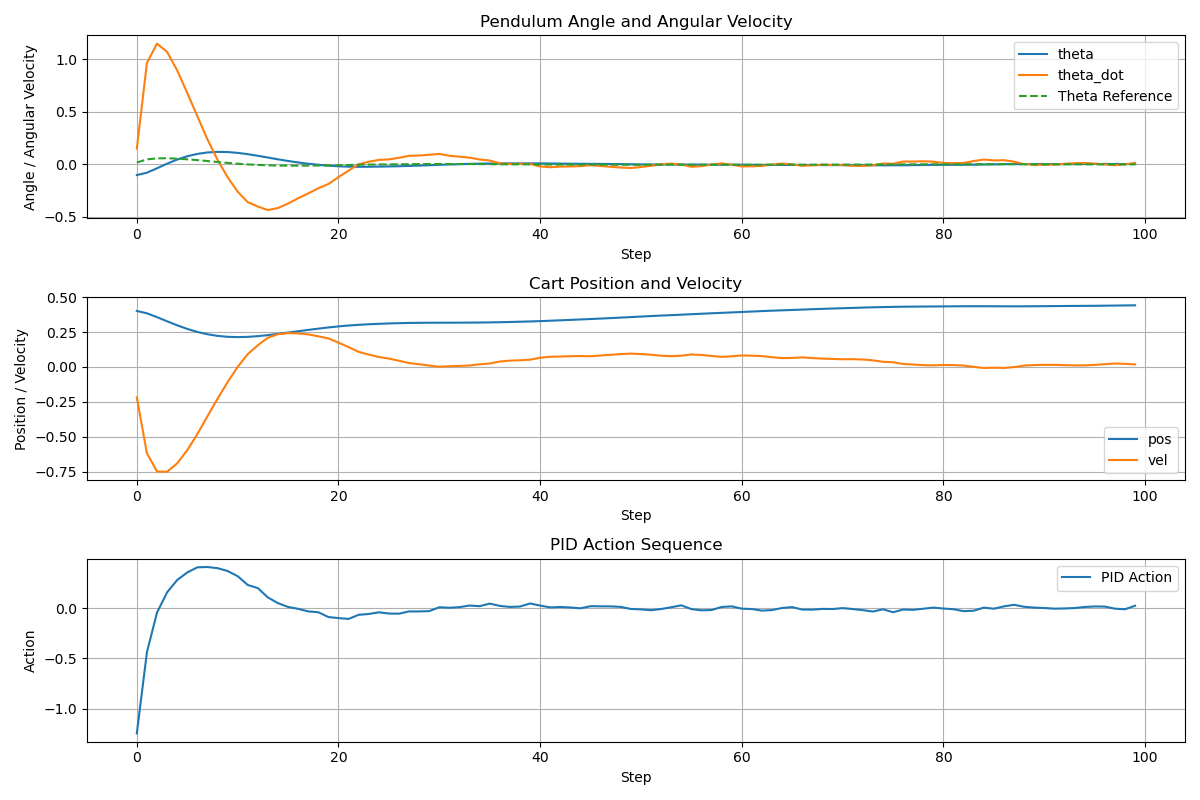 Pendulum Angle and Angular Velocity
Angle / Angular Velocity
1.0
0.5
0.0
−0.5
theta
theta_dot
Theta Reference
0 20 40 60 80 100
Step
Cart Position and Velocity
Position / Velocity
0.50
0.25
0.00
−0.25
−0.50
−0.75
pos
vel
0 20 40 60 80 100
Step
PID Action Sequence
Action
0.0
−0.5
−1.0
PID Action
0 20 40 60 80 100
Step